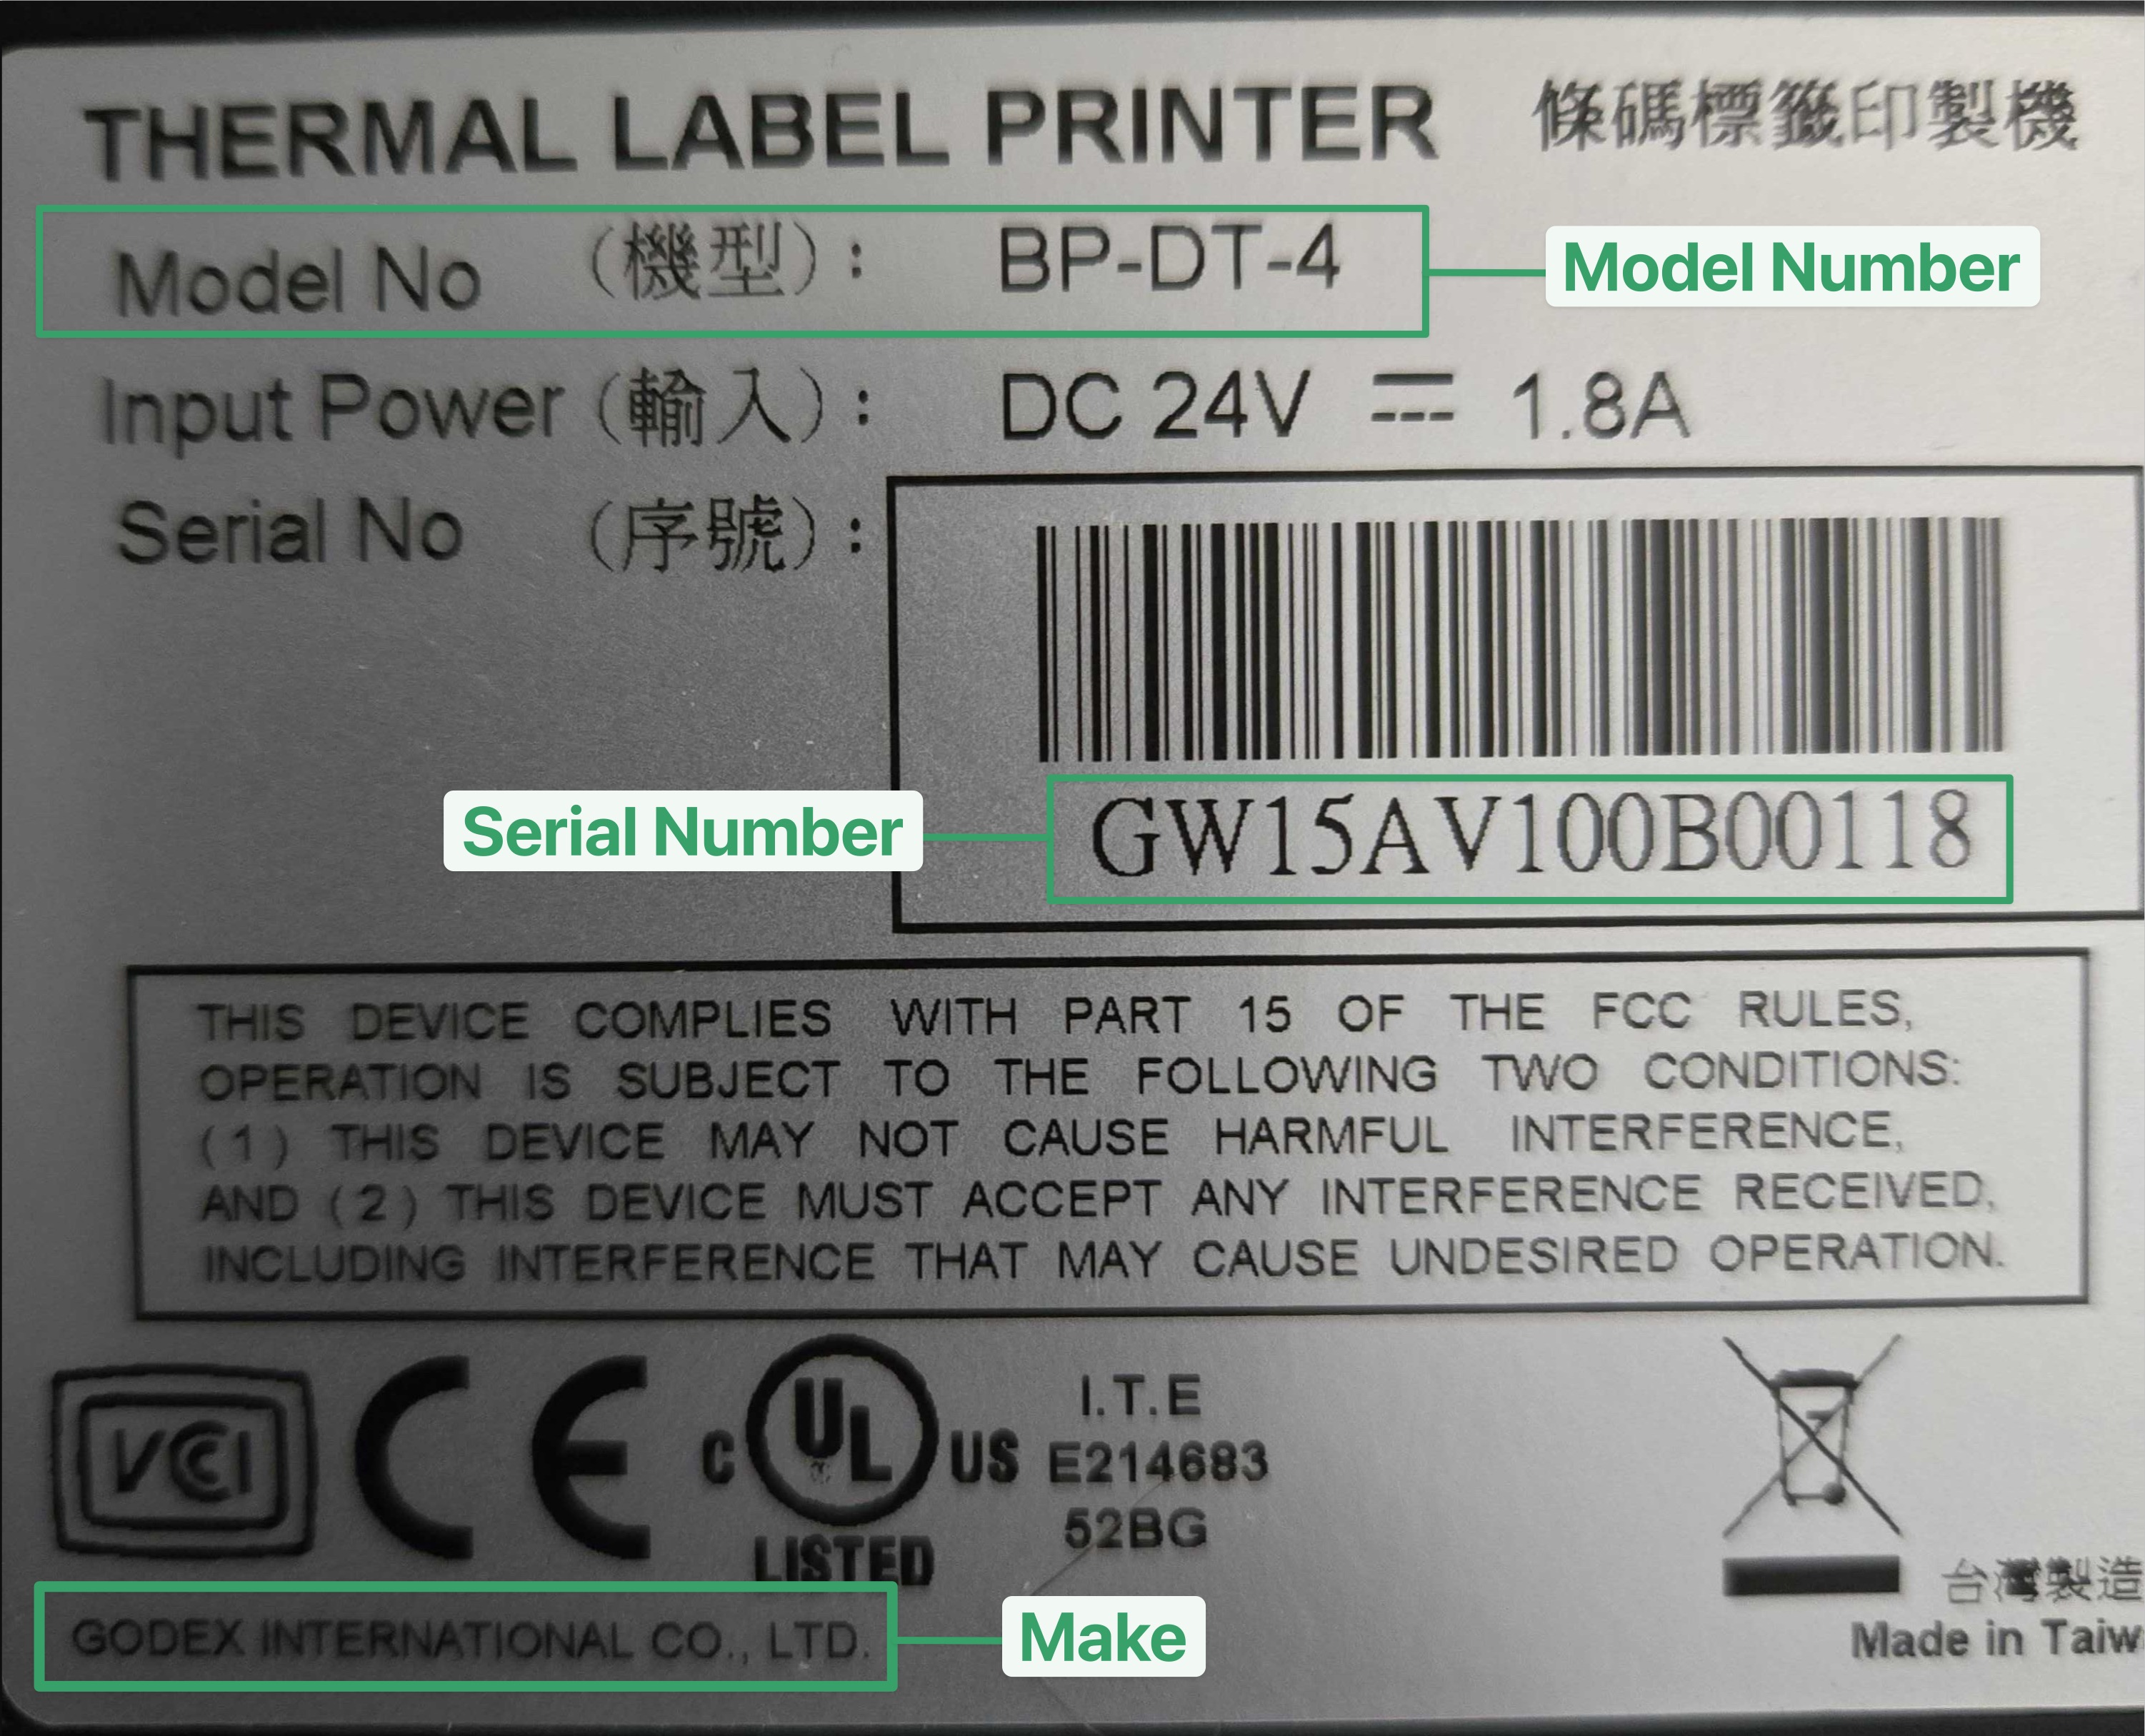 THERMAL LABEL PRINTER 條碼標籤印製機
Model No (機型): BP-DT-4
Model Number
Input Power (輸入): DC 24V 1.8A
Serial No (序號):
Serial Number
GW15AV100B00118
THIS DEVICE COMPLIES WITH PART 15 OF THE FCC RULES,
OPERATION IS SUBJECT TO THE FOLLOWING TWO CONDITIONS:
(1) THIS DEVICE MAY NOT CAUSE HARMFUL INTERFERENCE,
AND (2) THIS DEVICE MUST ACCEPT ANY INTERFERENCE RECEIVED,
INCLUDING INTERFERENCE THAT MAY CAUSE UNDESIRED OPERATION.
VCCI CE C UL ® US
LISTED
I.T.E
E214683
52BG
台灣製造
Made in Taiw
GODEX INTERNATIONAL CO., LTD.
Make